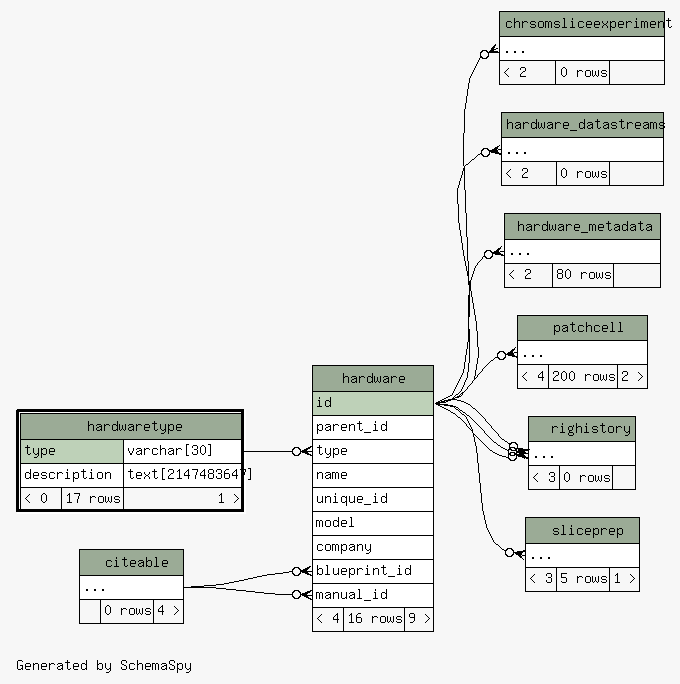 chrsomsliceexperiment
...
< 2 0 rows
hardware_datastreams
...
< 2 0 rows
hardware_metadata
...
< 2 80 rows
patchcell
...
< 4 200 rows 2 >
righistory
...
< 3 0 rows
sliceprep
...
< 3 5 rows 1 >
hardware
id
parent_id
type
name
unique_id
model
company
blueprint_id
manual_id
< 4 16 rows 9 >
hardwaretype
type varchar[30]
description text[2147483647]
< 0 17 rows 1 >
citeable
...
0 rows 4 >
Generated by SchemaSpy